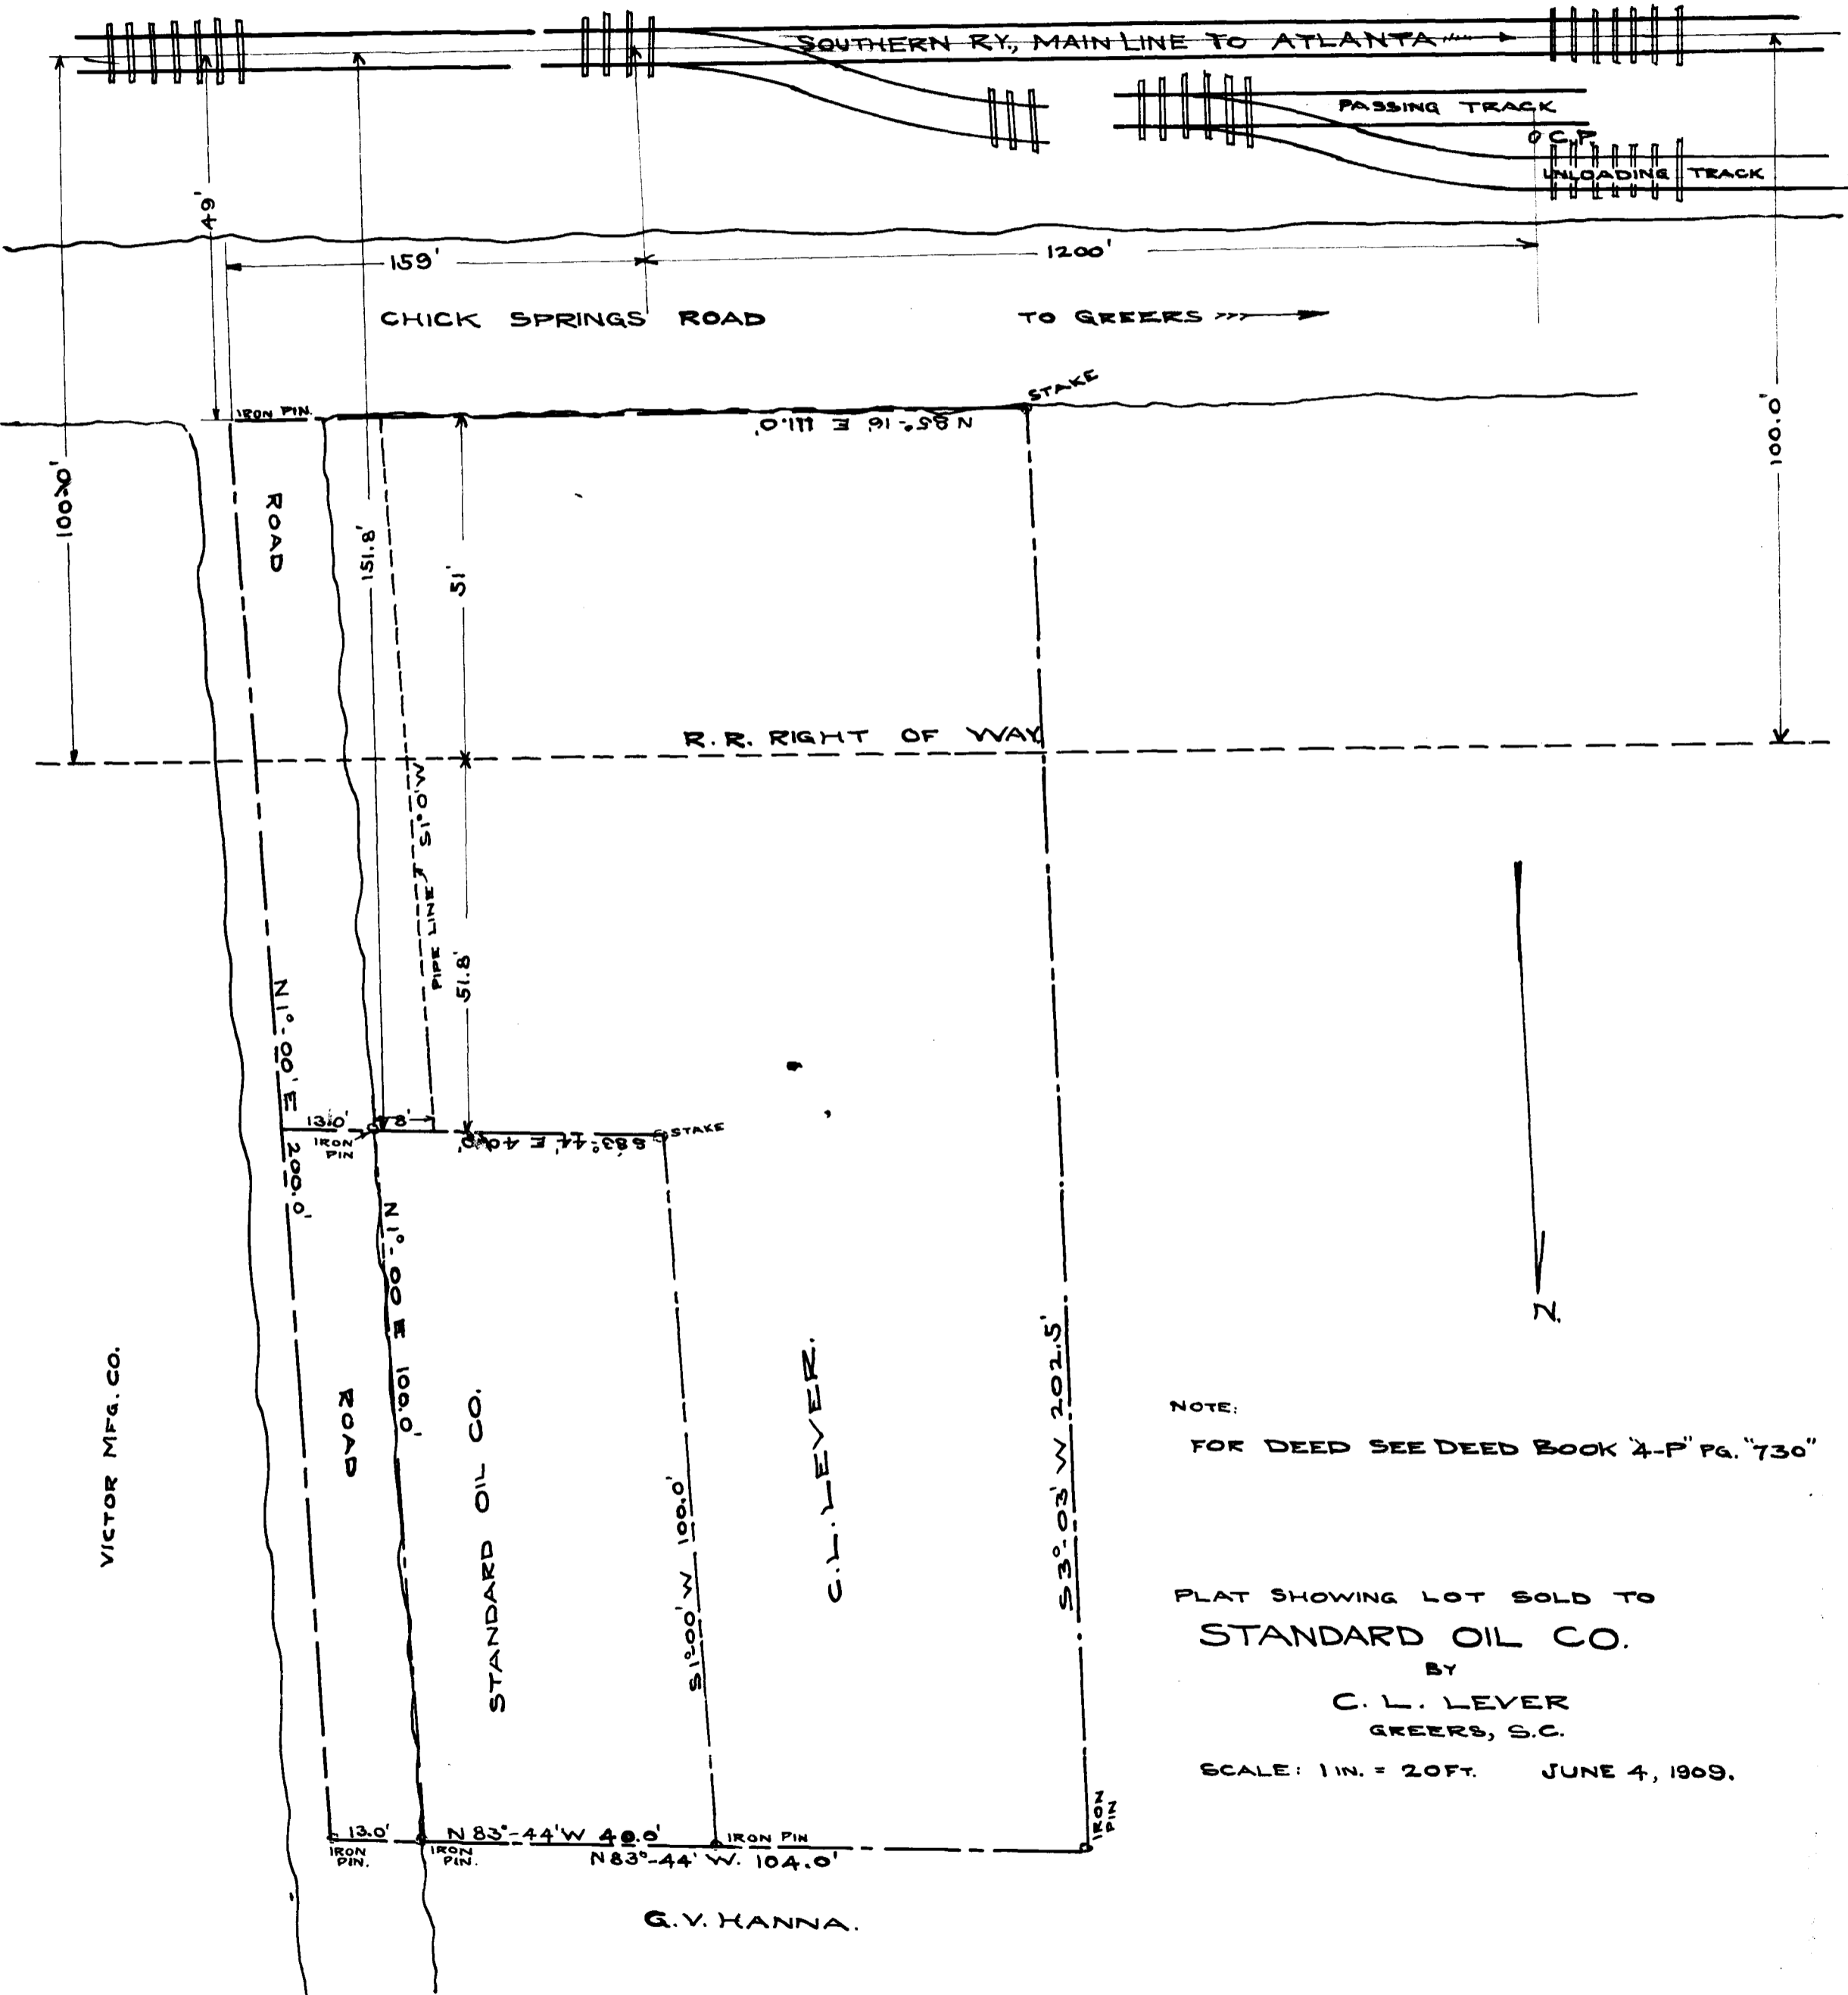 SOUTHERN RY., MAIN LINE TO ATLANTA
PASSING TRACK
O C.P.
UNLOADING TRACK
49'
159'
1200'
CHICK SPRINGS ROAD
TO GREERS
STAKE
IRON PIN.
N 85°-16' E 111.0'
100.0'
100.0'
ROAD
151.8'
51'
R. R. RIGHT OF WAY
PIPE LINE S.O.
51.8'
N 1°-00' E 200.0'
13.0'
8'
IRON
PIN
S83°-44' E 40.0'
STAKE
N 1°-00 E 100.0'
N.
VICTOR MFG. CO.
ROAD
STANDARD OIL CO.
S1°-00' W 100.0'
C. L. LEVER.
S3°-03' W 202.5'
NOTE:
FOR DEED SEE DEED BOOK "4-P" PG. "730"
PLAT SHOWING LOT SOLD TO
STANDARD OIL CO.
BY
C. L. LEVER
GREERS, S.C.
SCALE: 1 IN. = 20 FT. JUNE 4, 1909.
13.0'
N 83°-44' W 40.0'
IRON PIN
IRON
PIN
IRON
PIN.
IRON
PIN.
N 83°-44' W. 104.0'
G. V. HANNA.